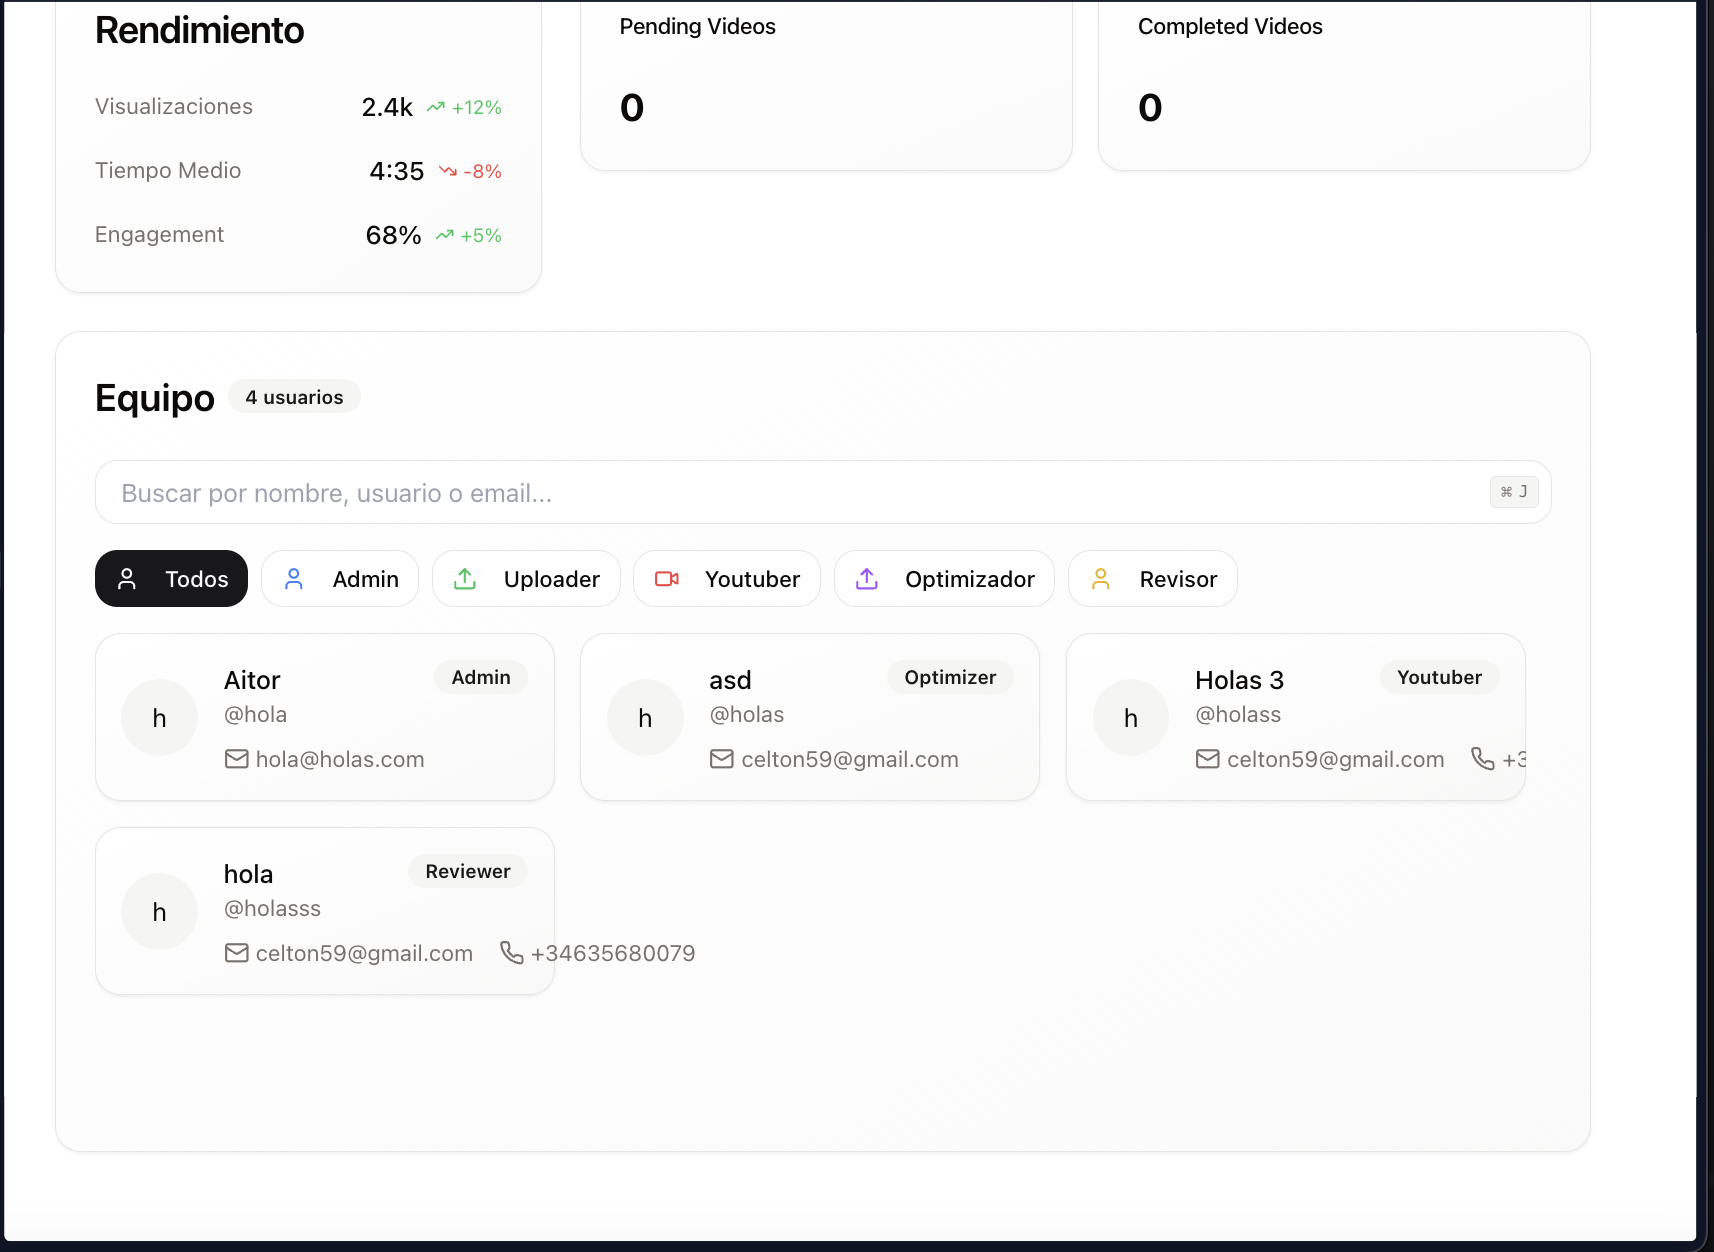 Rendimiento
Visualizaciones 2.4k +12%
Tiempo Medio 4:35 -8%
Engagement 68% +5%
Pending Videos
0
Completed Videos
0
Equipo 4 usuarios
Buscar por nombre, usuario o email... ⌘ J
Todos Admin Uploader Youtuber Optimizador Revisor
h
Aitor Admin
@hola
hola@holas.com
h
asd Optimizer
@holas
celton59@gmail.com
h
Holas 3 Youtuber
@holass
celton59@gmail.com +3
h
hola Reviewer
@holasss
celton59@gmail.com +34635680079